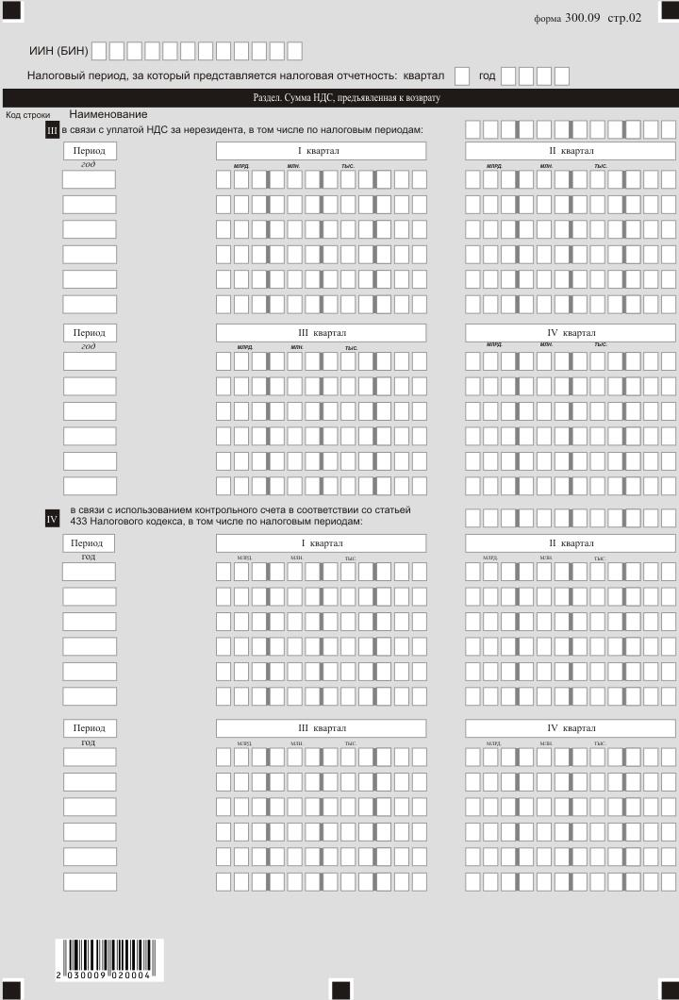 форма 300.09 стр.02
ИИН (БИН)
Налоговый период, за который представляется налоговая отчетность: квартал год
Раздел. Сумма НДС, предъявленная к возврату
Код строки Наименование
III в связи с уплатой НДС за нерезидента, в том числе по налоговым периодам:
Период I квартал II квартал
год МЛРД. МЛН. ТЫС. МЛРД. МЛН. ТЫС.
Период III квартал IV квартал
год МЛРД. МЛН. ТЫС. МЛРД. МЛН. ТЫС.
в связи с использованием контрольного счета в соответствии со статьей
IV 433 Налогового кодекса, в том числе по налоговым периодам:
Период I квартал II квартал
год МЛРД. МЛН. ТЫС. МЛРД. МЛН. ТЫС.
Период III квартал IV квартал
год МЛРД. МЛН. ТЫС. МЛРД. МЛН. ТЫС.
2 030009 020004